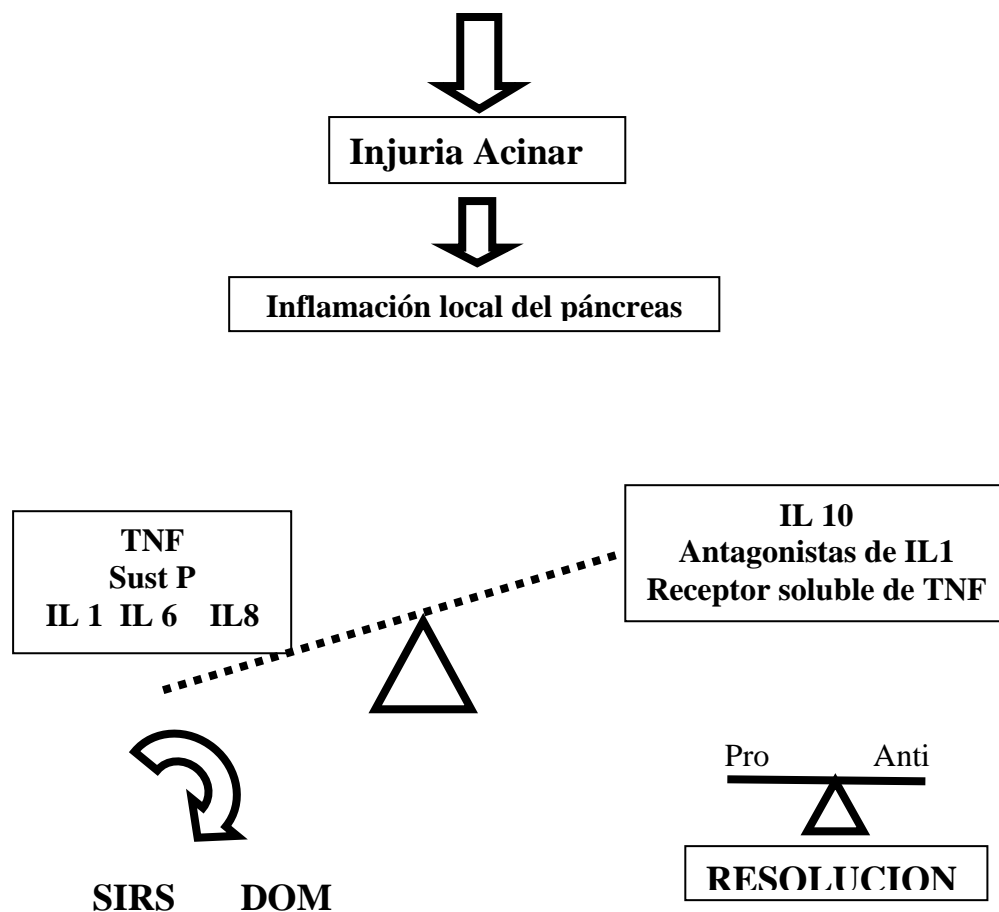 Injuria Acinar
Inflamación local del páncreas
TNF
Sust P
IL 1 IL 6 IL8
IL 10
Antagonistas de IL1
Receptor soluble de TNF
Pro Anti
RESOLUCION
SIRS DOM